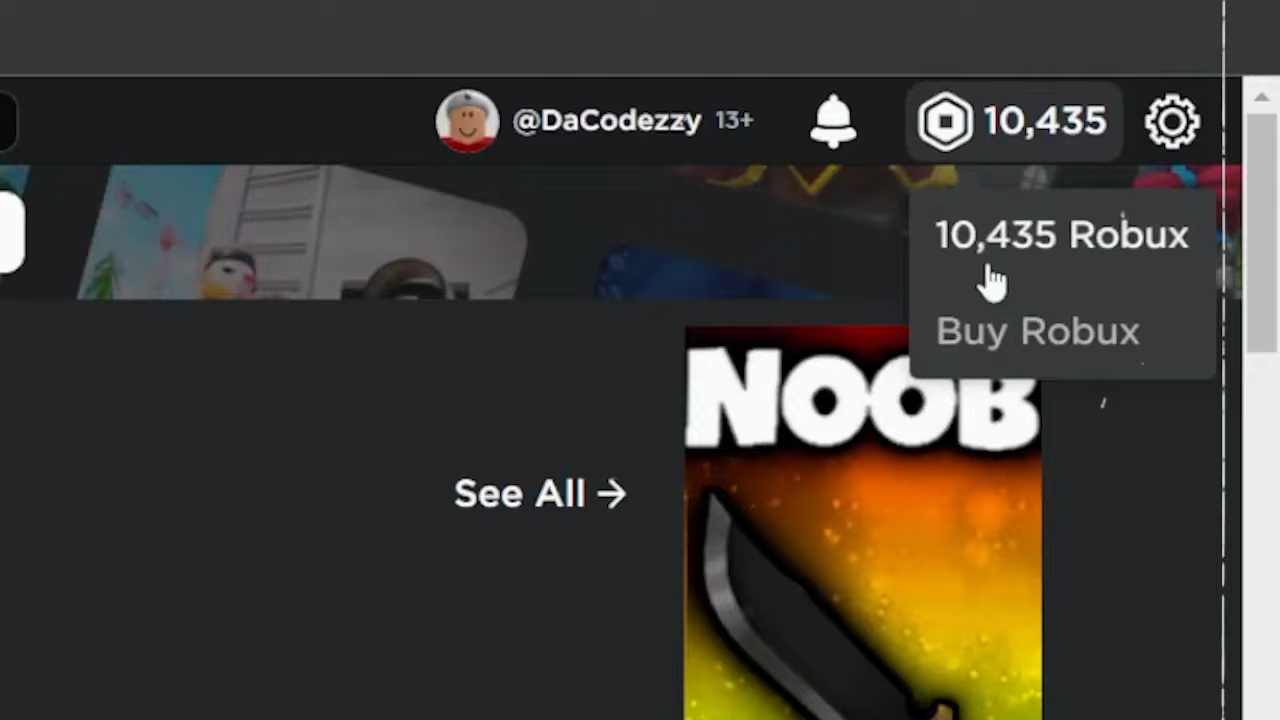 @DaCodezzy 13+ 10,435
10,435 Robux
Buy Robux
NOOB
See All →